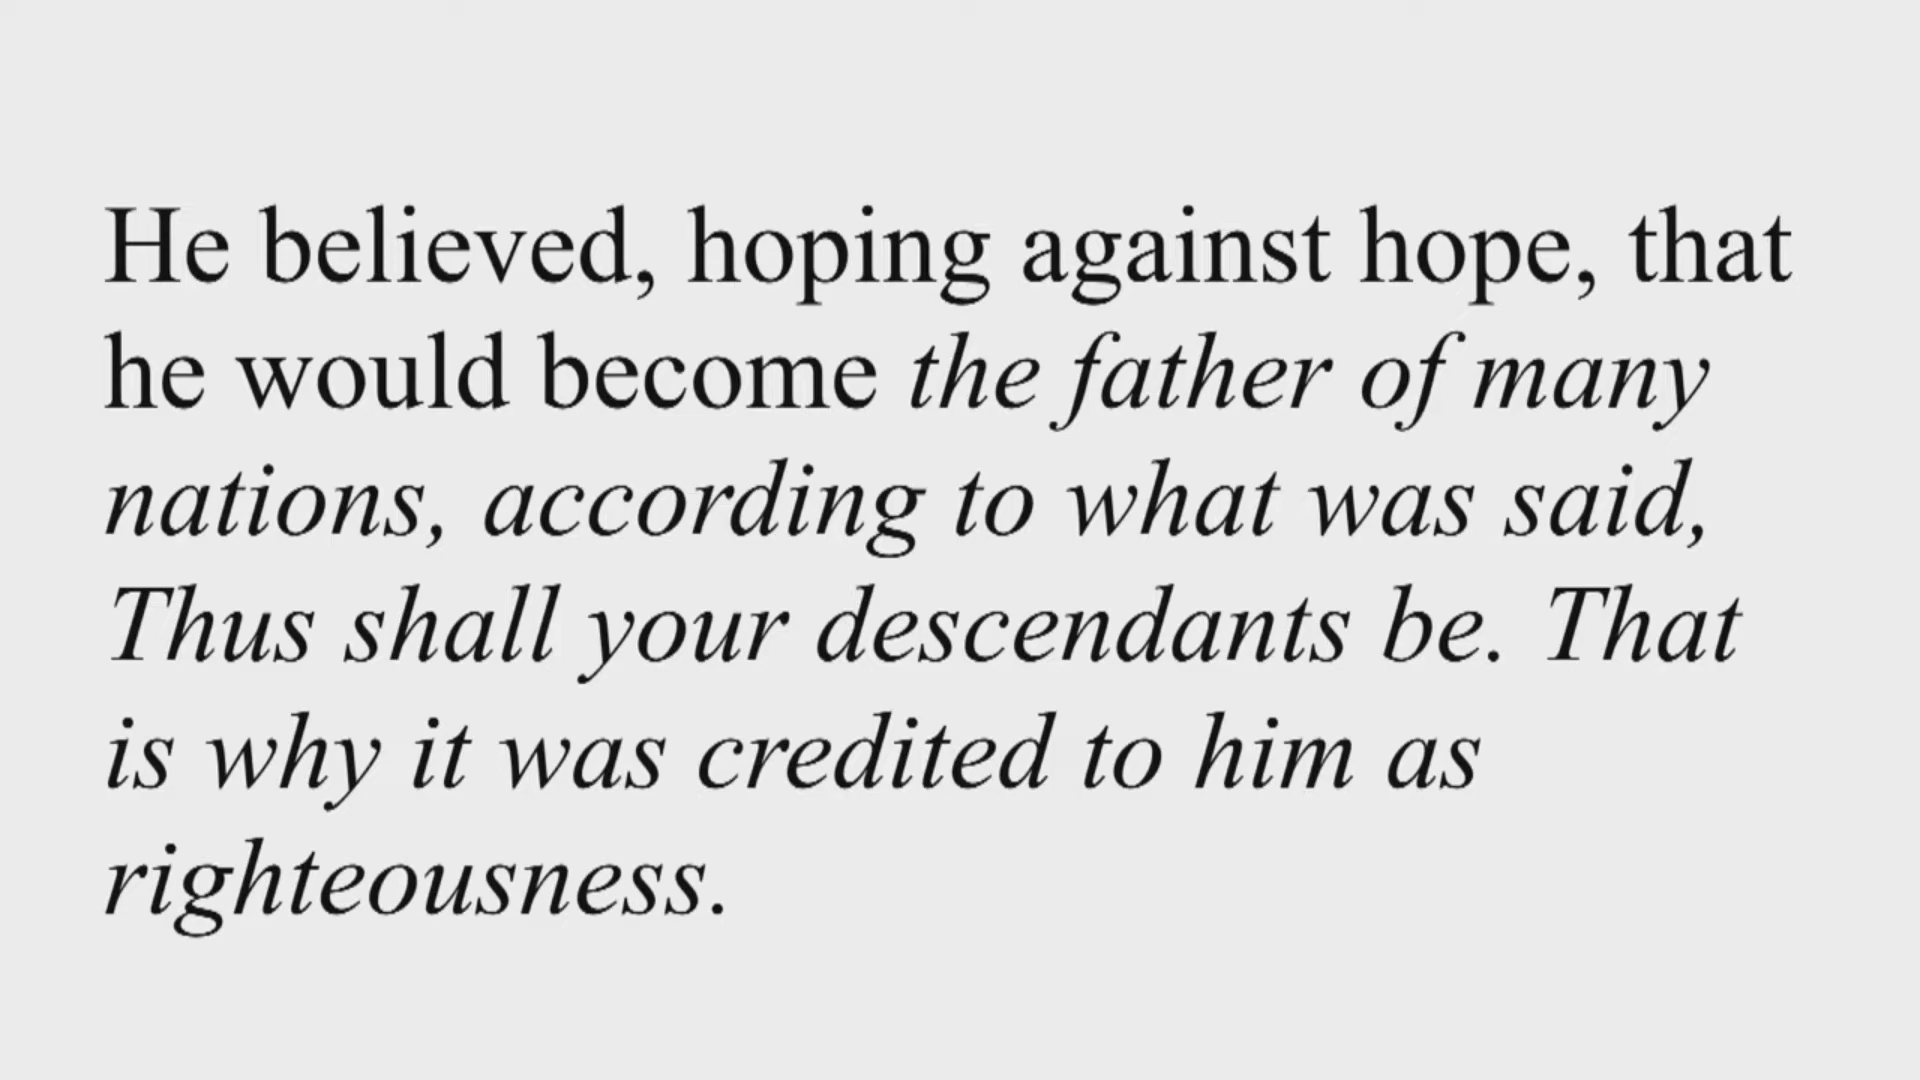 He believed, hoping against hope, that
he would become the father of many
nations, according to what was said,
Thus shall your descendants be. That
is why it was credited to him as
righteousness.